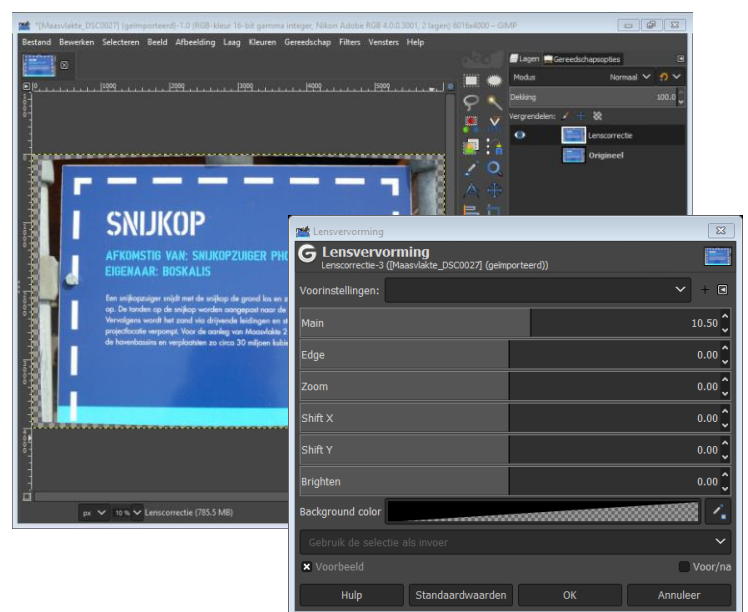 *[Maasvlakte_DSC0027] (geïmporteerd)-1.0 (RGB-kleur 16-bit gamma integer, Nikon Adobe RGB 4.0.0.3001, 2 lagen) 6016x4000 – GIMP
Bestand Bewerken Selecteren Beeld Afbeelding Laag Kleuren Gereedschap Filters Vensters Help
Lagen Gereedschapsopties
Modus Normaal
Dekking 100.0
Vergrendelen:
Lenscorrectie
Origineel
0 1000 2000 3000 4000 5000
SNIJKOP
AFKOMSTIG VAN: SNIJKOPZUIGER
EIGENAAR: BOSKALIS
Een snijkopzuiger snijdt met de snijkop de grond los en
op. De tanden op de snijkop worden aangepast naar de
Vervolgens wordt het zand via drijvende leidingen en
projectlocatie verpompt. Voor de aanleg van Maasvlakte 2
de havenbassins en verplaatsten zo circa 30 miljoen
px 10 % Lenscorrectie (785.5 MB)
Lensvervorming
G Lensvervorming
Lenscorrectie-3 ([Maasvlakte_DSC0027] (geïmporteerd))
Voorinstellingen:
Main 10.50
Edge 0.00
Zoom 0.00
Shift X 0.00
Shift Y 0.00
Brighten 0.00
Background color
Gebruik de selectie als invoer
Voorbeeld Voor/na
Hulp Standaardwaarden OK Annuleer